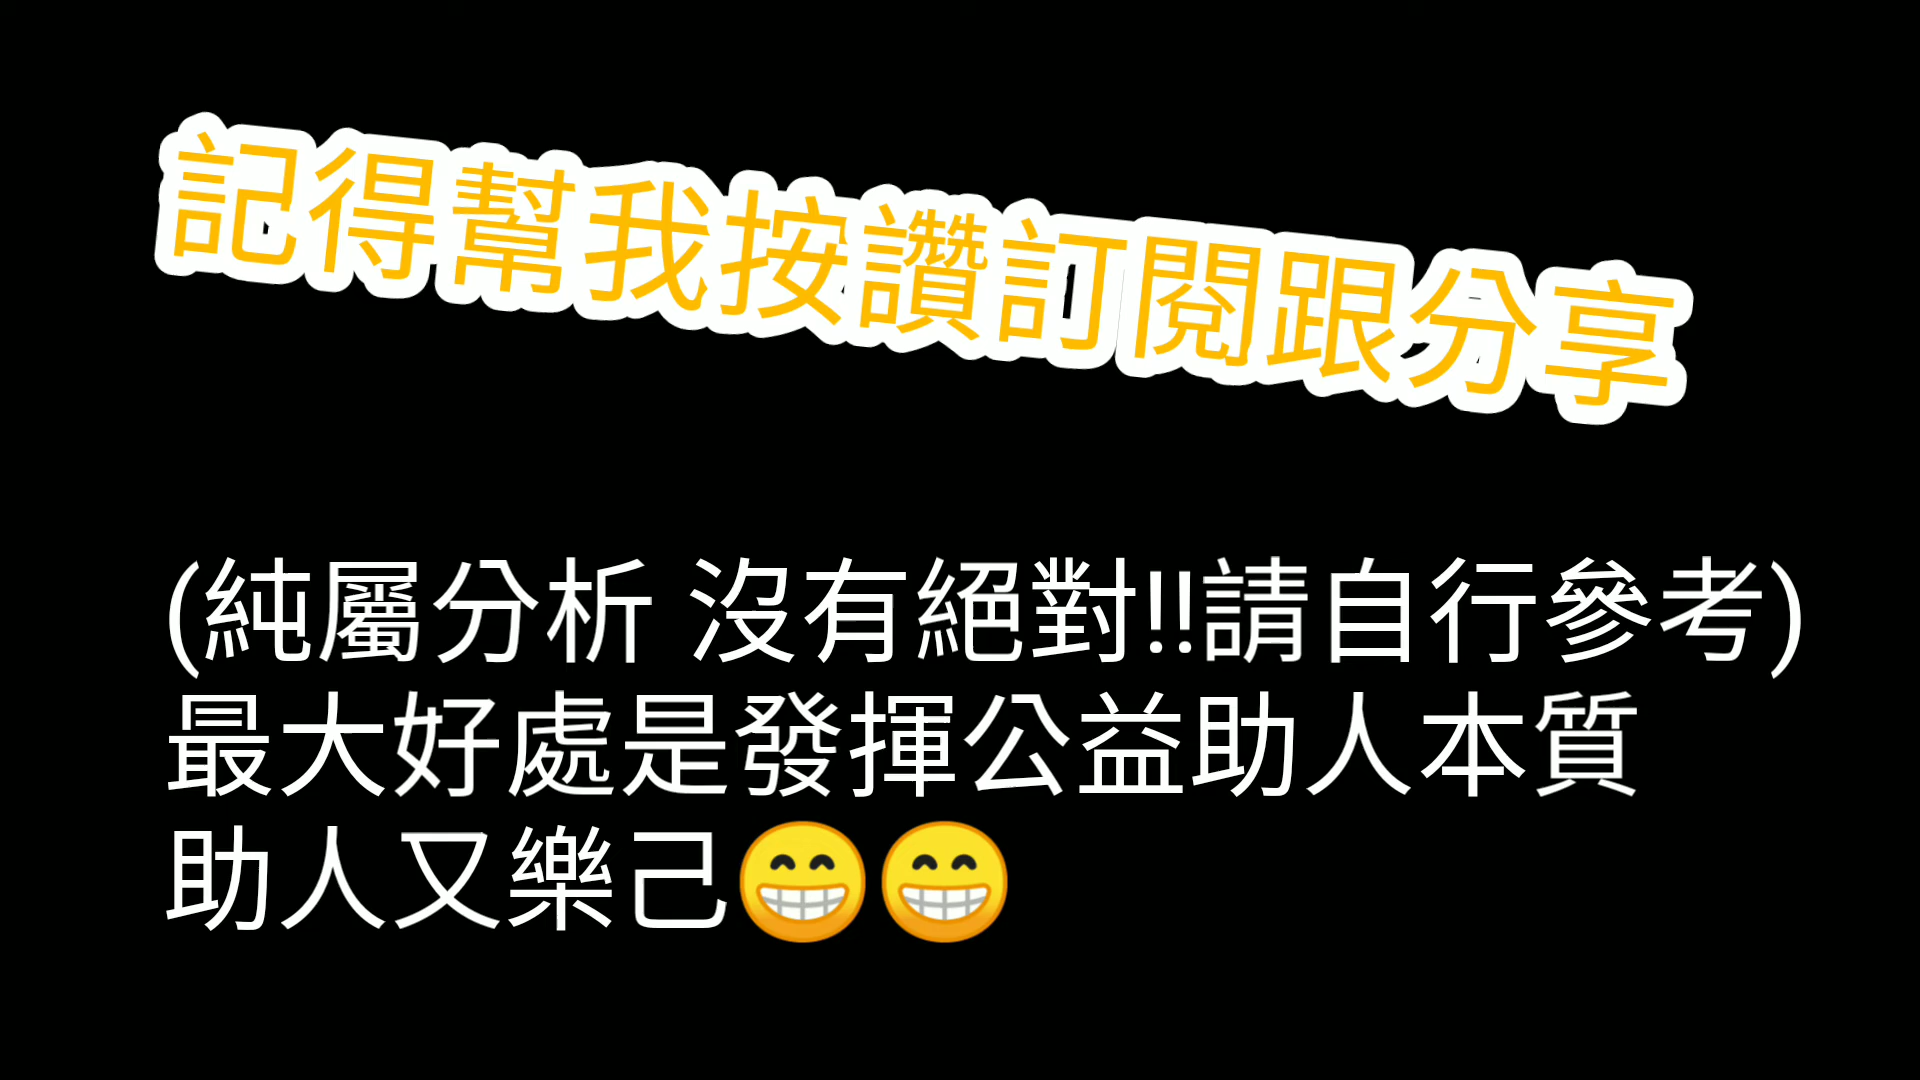 記得幫我按讚訂閱跟分享
(純屬分析 沒有絕對!!請自行參考)
最大好處是發揮公益助人本質
助人又樂己😁😁